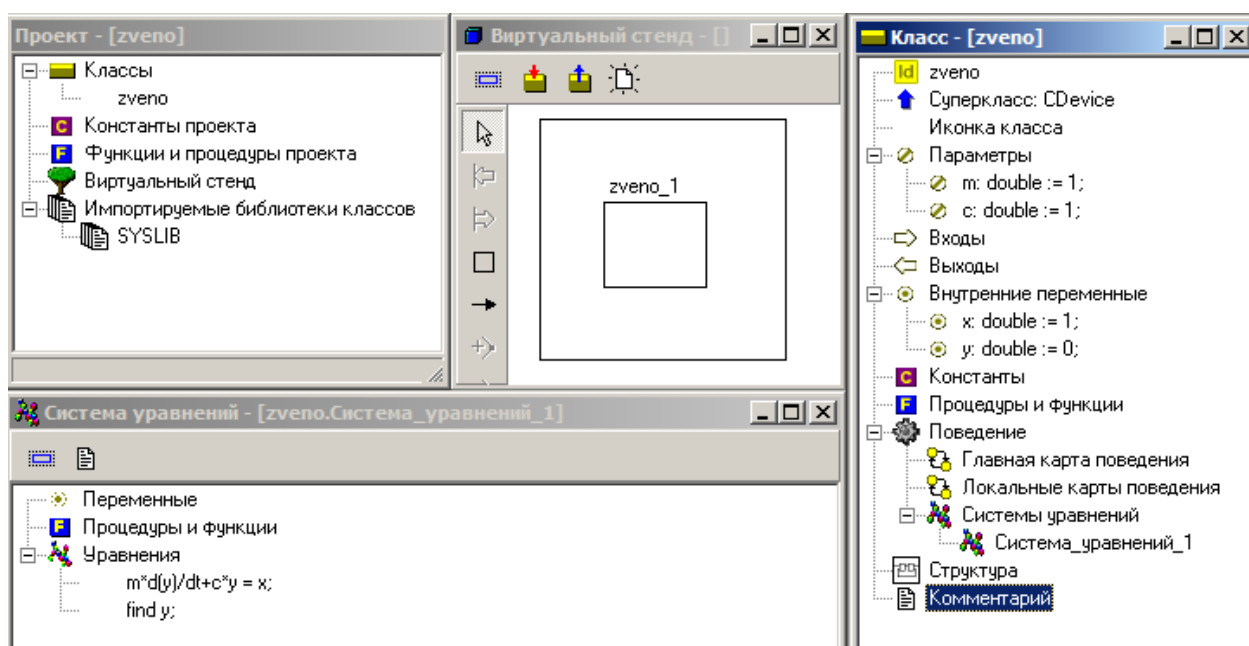 Проект - [zveno]
Классы
zveno
Константы проекта
Функции и процедуры проекта
Виртуальный стенд
Импортируемые библиотеки классов
SYSLIB
Виртуальный стенд - []
zveno_1
Класс - [zveno]
Id zveno
Суперкласс: CDevice
Иконка класса
Параметры
m: double := 1;
c: double := 1;
Входы
Выходы
Внутренние переменные
x: double := 1;
y: double := 0;
C Константы
F Процедуры и функции
Поведение
Главная карта поведения
Локальные карты поведения
Системы уравнений
Система_уравнений_1
Структура
Комментарий
Система уравнений - [zveno.Система_уравнений_1]
Переменные
F Процедуры и функции
Уравнения
m*d(y)/dt+c*y = x;
find y;